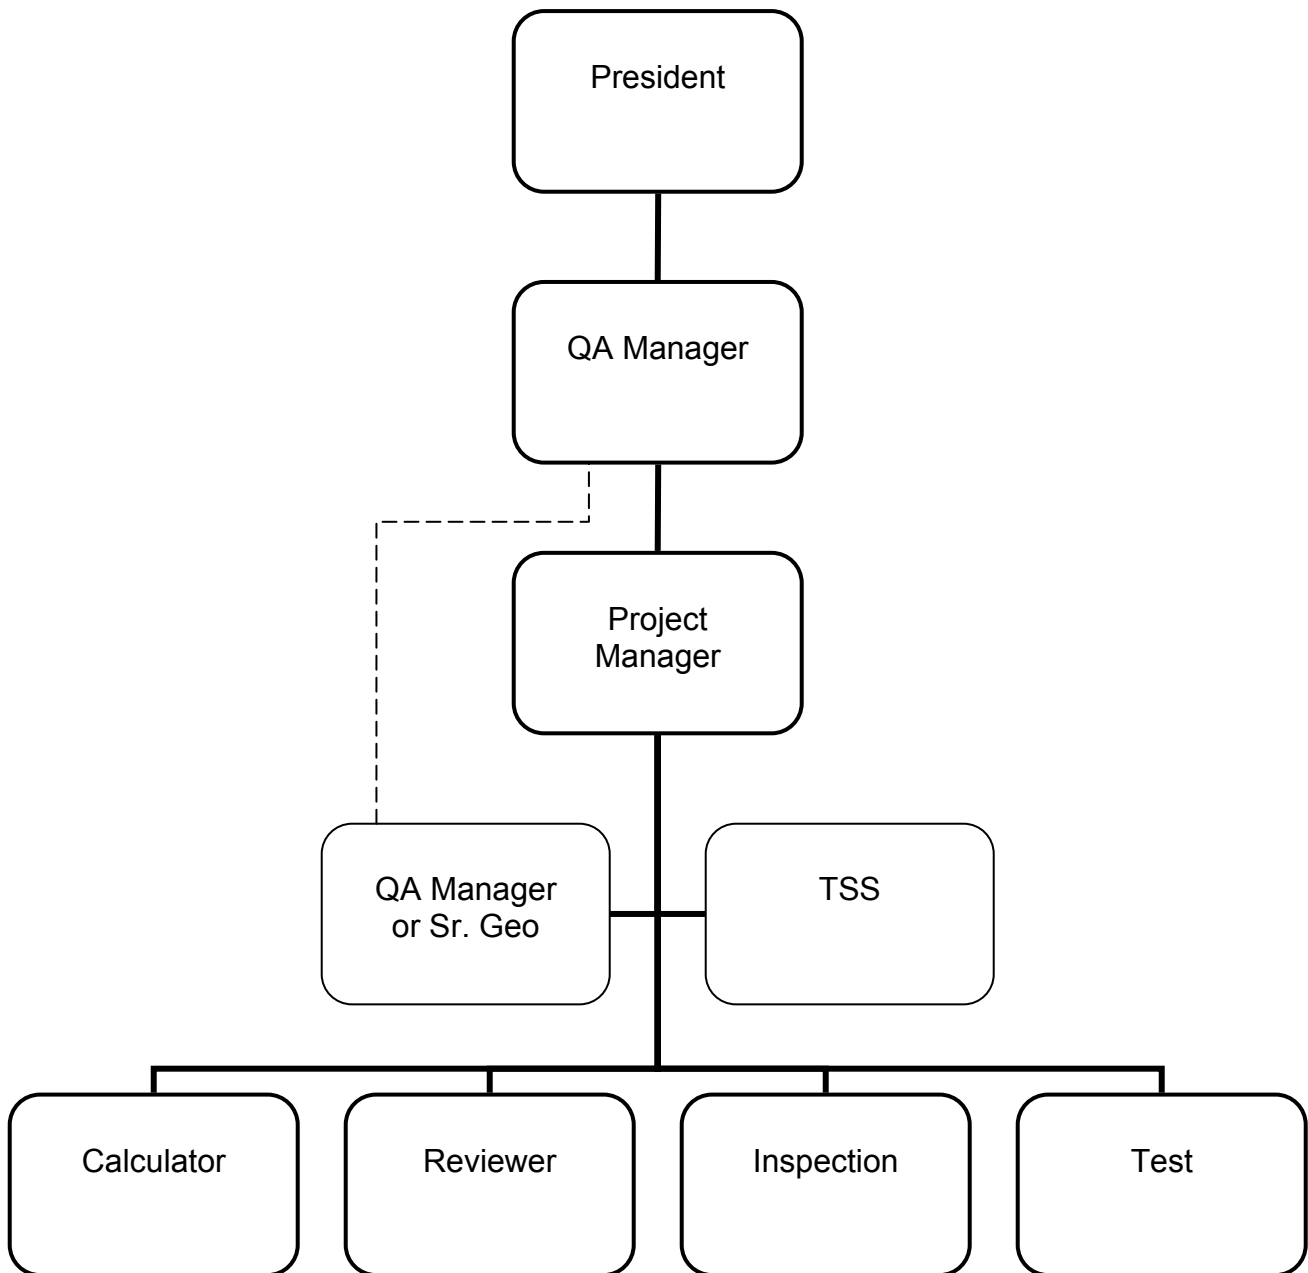 President
QA Manager
Project
Manager
QA Manager
or Sr. Geo
TSS
Calculator
Reviewer
Inspection
Test